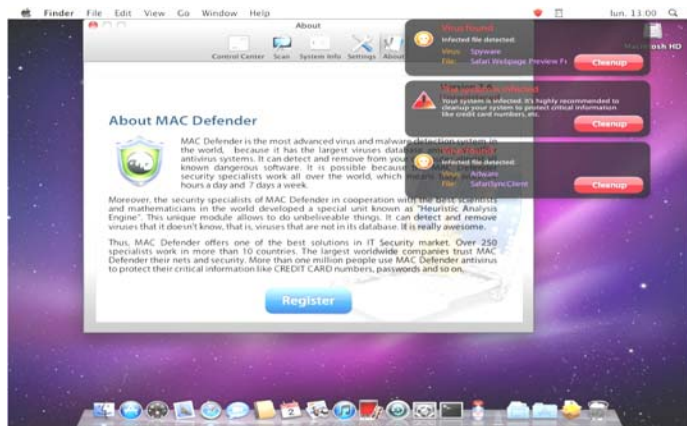 Finder File Edit View Go Window Help
lun. 13:00
About
Control Center Scan System Info Settings About
About MAC Defender
MAC Defender is the most advanced virus and malware detection system in
the world, because it has the largest viruses database
antivirus systems. It can detect and remove from your
known dangerous software. It is possible because
security specialists work all over the world, which means
hours a day and 7 days a week.
Moreover, the security specialists of MAC Defender in cooperation with the best scientists
and mathematicians in the world developed a special unit known as "Heuristic Analysis
Engine". This unique module allows to do unbeliveable things. It can detect and remove
viruses that it doesn't know, that is, viruses that are not in its database. It is really awesome.
Thus, MAC Defender offers one of the best solutions in IT Security market. Over 250
specialists work in more than 10 countries. The largest worldwide companies trust MAC
Defender their nets and security. More than one million people use MAC Defender antivirus
to protect their critical information like CREDIT CARD numbers, passwords and so on.
Register
Virus found
Infected file detected:
Virus: Spyware
File: Safari Webpage Preview Fe
Cleanup
The system is infected
Your system is infected. It's highly recommended to
cleanup your system to protect critical information
like credit card numbers, etc.
Cleanup
Infected file detected:
Virus: Adware
File: SafariSyncClient
Cleanup
Macintosh HD